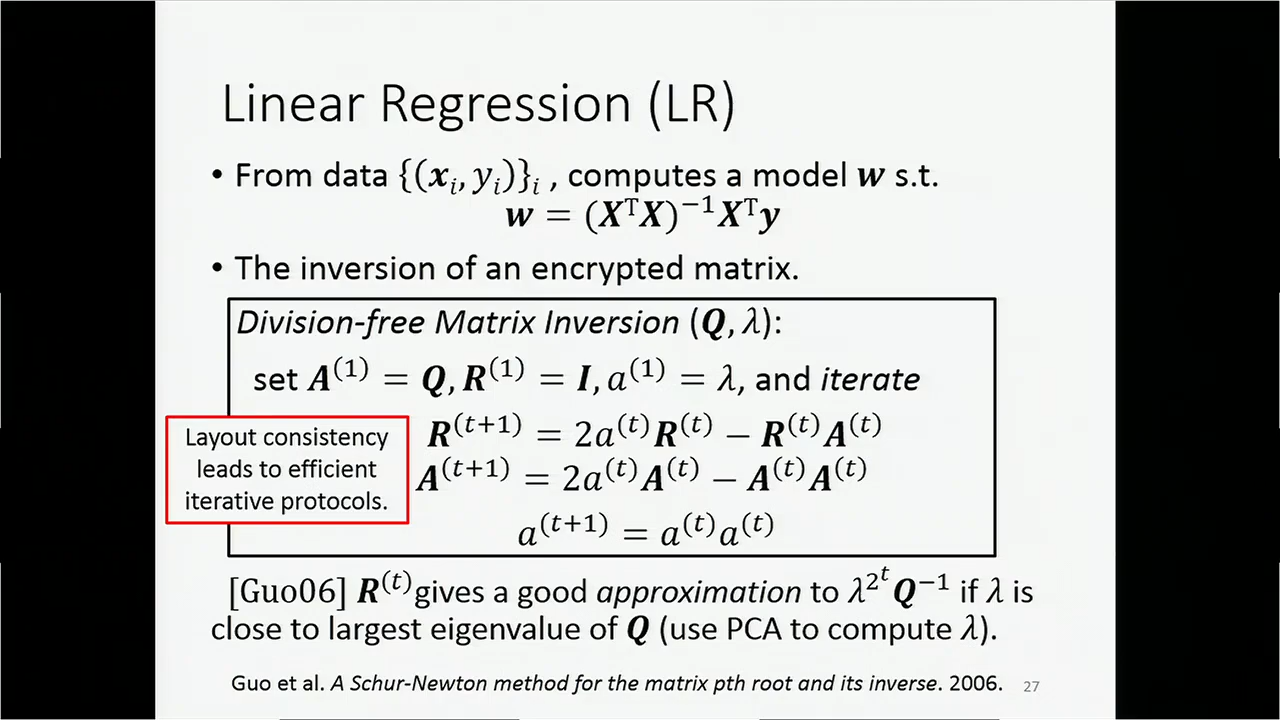 Linear Regression (LR)
• From data {(𝒙ᵢ, yᵢ)}ᵢ , computes a model 𝒘 s.t.
𝒘 = (𝑿ᵀ𝑿)⁻¹𝑿ᵀ𝒚
• The inversion of an encrypted matrix.
Division-free Matrix Inversion (𝑸, λ):
set 𝑨⁽¹⁾ = 𝑸, 𝑹⁽¹⁾ = 𝑰, a⁽¹⁾ = λ, and iterate
𝑹⁽ᵗ⁺¹⁾ = 2a⁽ᵗ⁾𝑹⁽ᵗ⁾ − 𝑹⁽ᵗ⁾𝑨⁽ᵗ⁾
𝑨⁽ᵗ⁺¹⁾ = 2a⁽ᵗ⁾𝑨⁽ᵗ⁾ − 𝑨⁽ᵗ⁾𝑨⁽ᵗ⁾
a⁽ᵗ⁺¹⁾ = a⁽ᵗ⁾a⁽ᵗ⁾
Layout consistency
leads to efficient
iterative protocols.
[Guo06] 𝑹⁽ᵗ⁾gives a good approximation to λ^{2^t} 𝑸⁻¹ if λ is
close to largest eigenvalue of 𝑸 (use PCA to compute λ).
Guo et al. A Schur-Newton method for the matrix pth root and its inverse. 2006.
27